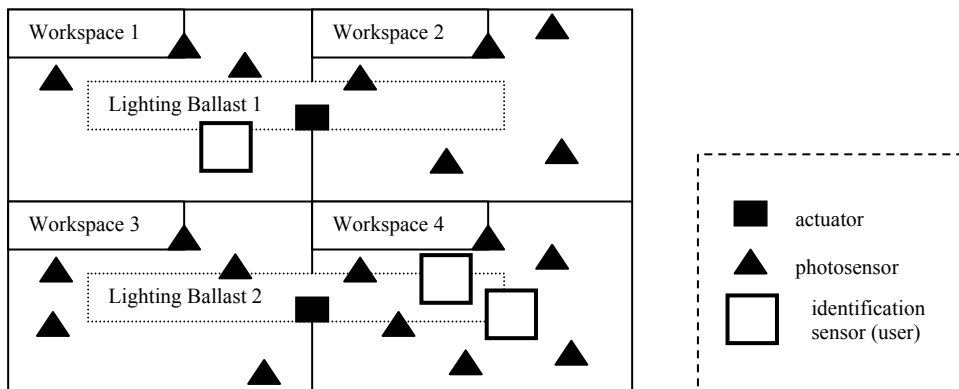 Workspace 1
Workspace 2
Lighting Ballast 1
Workspace 3
Workspace 4
Lighting Ballast 2
actuator
photosensor
identification
sensor (user)